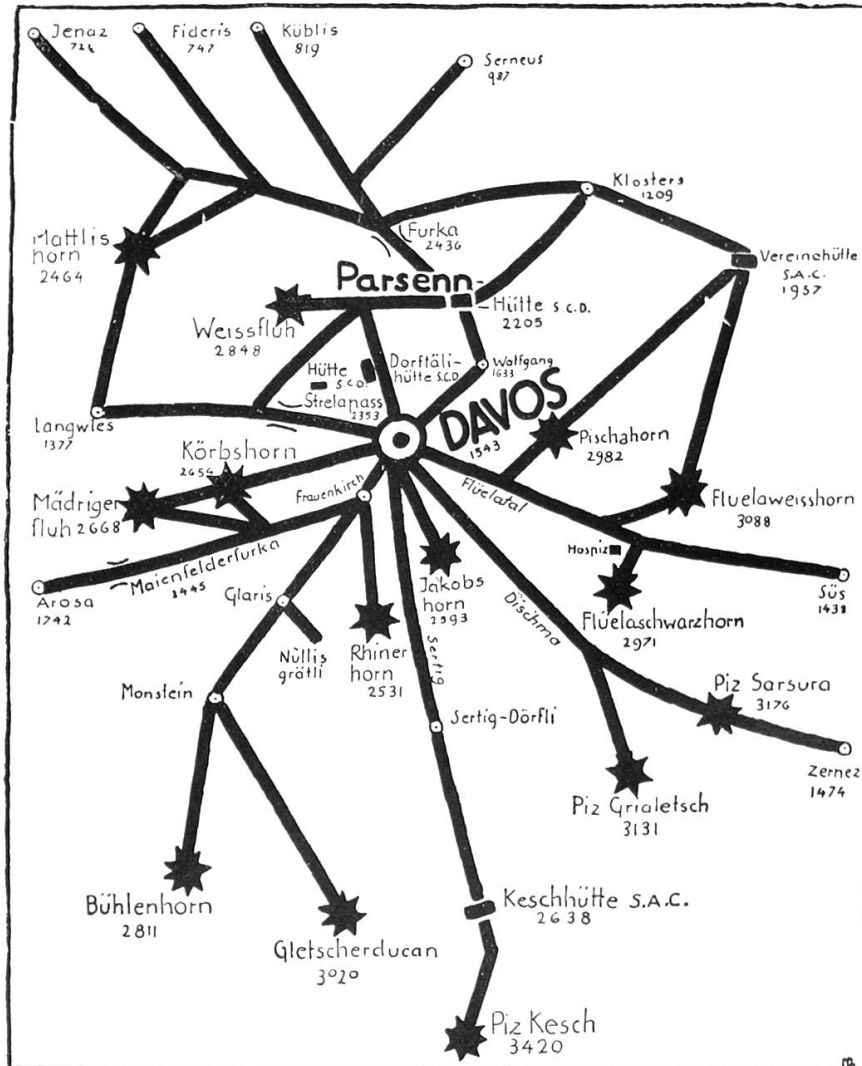 Jenaz
Fideris
747
Küblis
819
Serneus
987
Klosters
1209
Furka
2436
Mattlis
horn
2464
Vereinahütte
S.A.C.
1957
Parsenn-
Hütte S.C.D.
2205
Weissfluh
2848
Hütte
S.C.D.
Dorftäli-
hütte S.C.D.
Wolfgang
1633
Strelapass
2353
Langwies
1377
DAVOS
1543
Körbshorn
2654
Pischahorn
2982
Mädriger
fluh 2668
Frauenkirch
Flüelatal
Flüelaweisshorn
3088
Maienfelderfurka
2445
Hospiz
Arosa
1742
Glaris
Jakobs
horn
2593
Süs
1438
Flüelaschwarzhorn
2971
Nüllis
grätli
Rhiner
horn
2531
Sertig
Dischma
Monstein
Sertig-Dörfli
Piz Sarsura
3176
Zernez
1474
Piz Grialetsch
3131
Bühlenhorn
2811
Keschhütte S.A.C.
2638
Gletscherducan
3020
Piz Kesch
3420